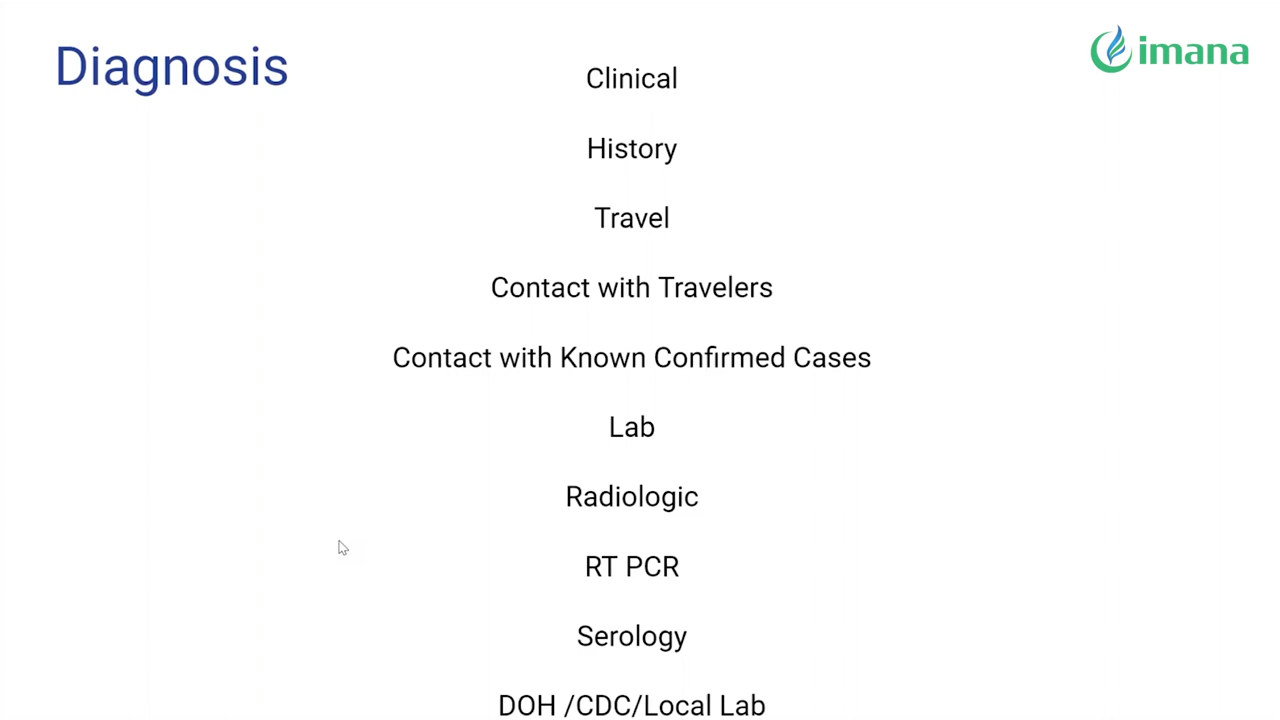 Diagnosis
imana
Clinical
History
Travel
Contact with Travelers
Contact with Known Confirmed Cases
Lab
Radiologic
RT PCR
Serology
DOH /CDC/Local Lab